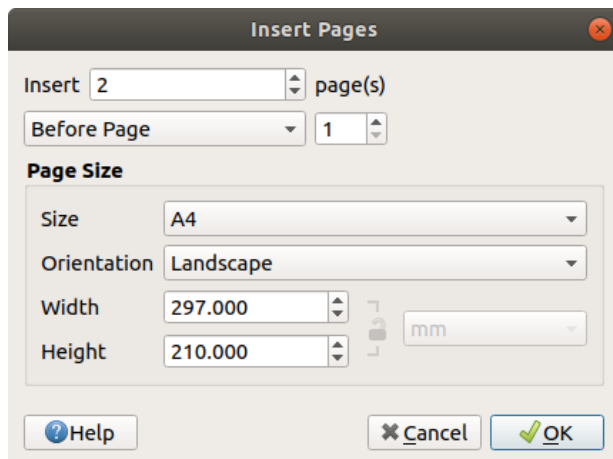 Insert Pages
Insert 2 page(s)
Before Page 1
Page Size
Size A4
Orientation Landscape
Width 297.000
mm
Height 210.000
Help Cancel OK